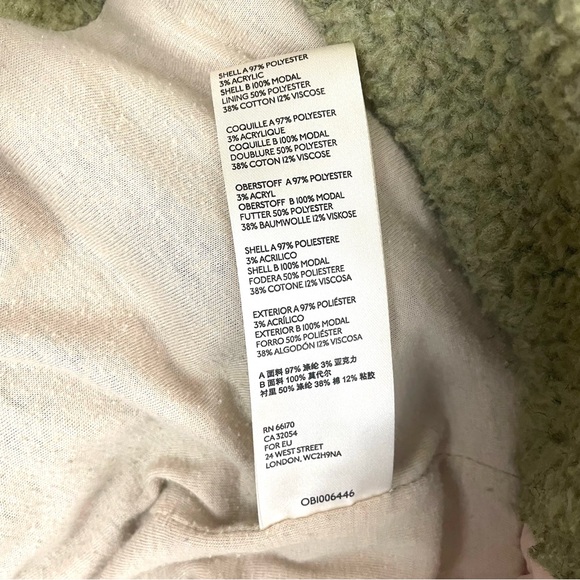 SHELL A 97% POLYESTER
3% ACRYLIC
SHELL B 100% MODAL
LINING 50% POLYESTER
38% COTTON 12% VISCOSE
COQUILLE A 97% POLYESTER
3% ACRYLIQUE
COQUILLE B 100% MODAL
DOUBLURE 50% POLYESTER
38% COTON 12% VISCOSE
OBERSTOFF A 97% POLYESTER
3% ACRYL
OBERSTOFF B 100% MODAL
FUTTER 50% POLYESTER
38% BAUMWOLLE 12% VISKOSE
SHELL A 97% POLIESTERE
3% ACRILICO
SHELL B 100% MODAL
FODERA 50% POLIESTERE
38% COTONE 12% VISCOSA
EXTERIOR A 97% POLIÉSTER
3% ACRÍLICO
EXTERIOR B 100% MODAL
FORRO 50% POLIÉSTER
38% ALGODÓN 12% VISCOSA
A 面料 97% 涤纶 3% 亚克力
B 面料 100% 莫代尔
衬里 50% 涤纶 38% 棉 12% 粘胶
RN 66170
CA 32054
FOR EU
24 WEST STREET
LONDON, WC2H9NA
OB1006446